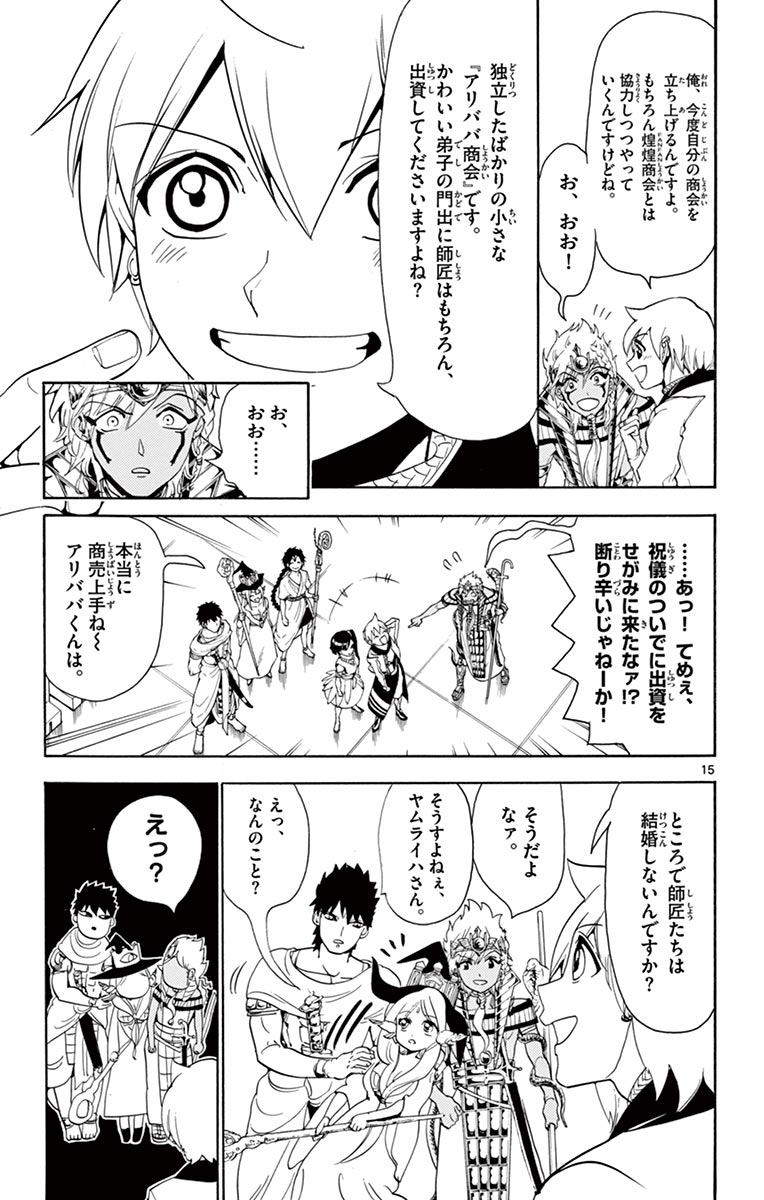 俺、今度自分の商会を
立ち上げるんですよ。
もちろん煌煌商会とは
協力しつつやって
いくんですけどね。
お、おお！
独立したばかりの小さな
『アリババ商会』です。
かわいい弟子の門出に師匠はもちろん、
出資してくださいますよね？
お、
おお……
……あっ！てめぇ、
祝儀のついでに出資を
せがみに来たなァ!?
断り辛いじゃねーか！
本当に
商売上手ね～
アリババくんは。
15
ところで師匠たちは
結婚しないんですか？
そうだよ
なァ。
そうすよねぇ、
ヤムライハさん。
えっ、
なんのこと？
えっ？